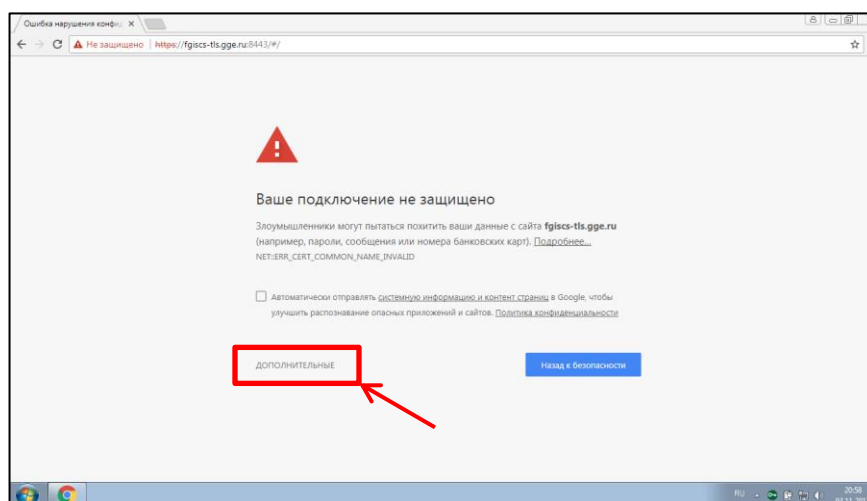 Ошибка нарушения конфи
Не защищено https://fgiscs-tls.gge.ru:8443/#/
Ваше подключение не защищено
Злоумышленники могут пытаться похитить ваши данные с сайта fgiscs-tls.gge.ru
(например, пароли, сообщения или номера банковских карт). Подробнее...
NET::ERR_CERT_COMMON_NAME_INVALID
Автоматически отправлять системную информацию и контент страниц в Google, чтобы
улучшить распознавание опасных приложений и сайтов. Политика конфиденциальности
ДОПОЛНИТЕЛЬНЫЕ
Назад к безопасности
RU
20:58